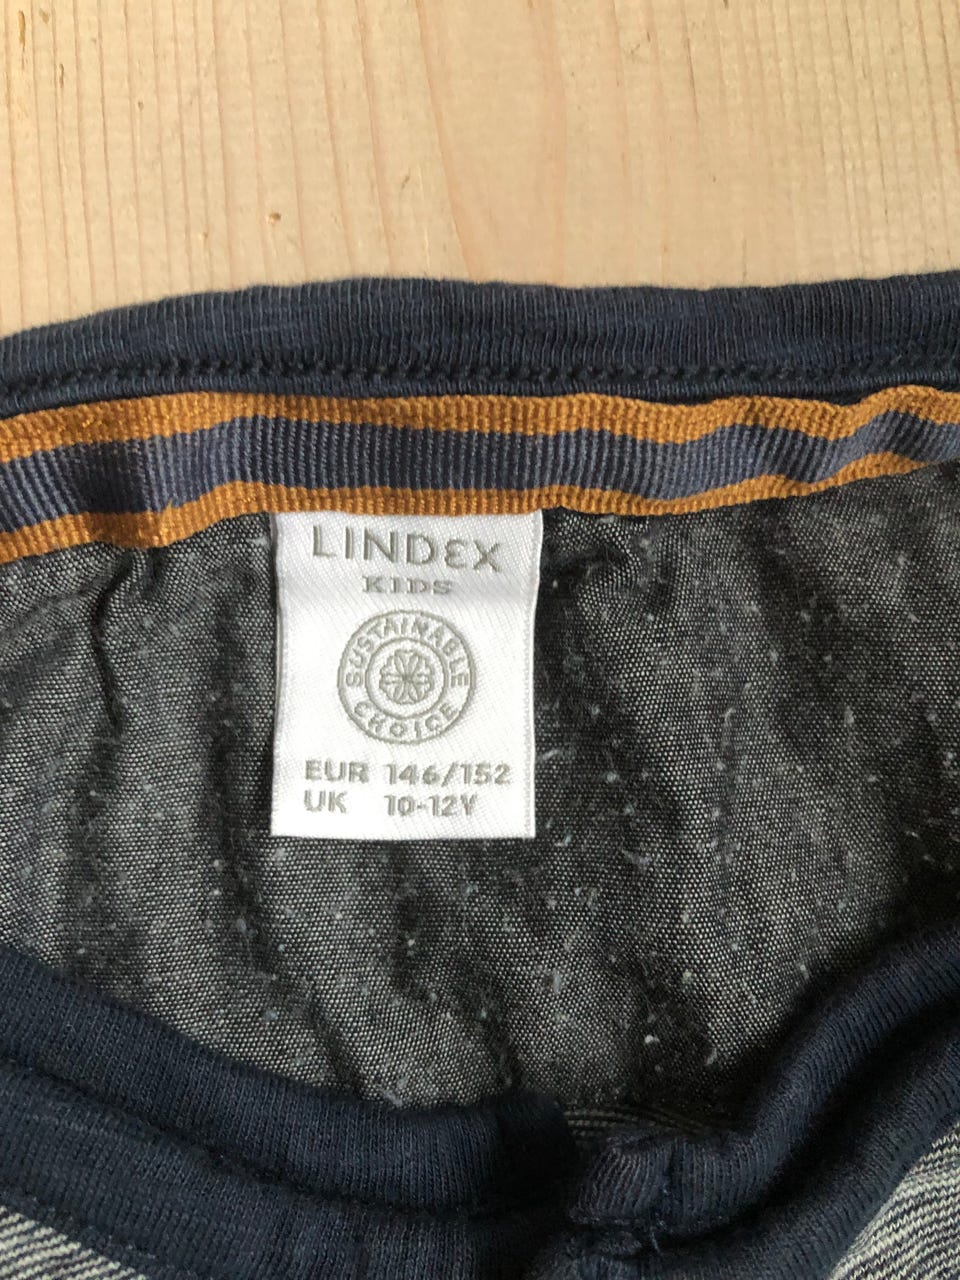 LINDEX
KIDS
SUSTAINABLE
CHOICE
EUR 146/152
UK 10-12Y